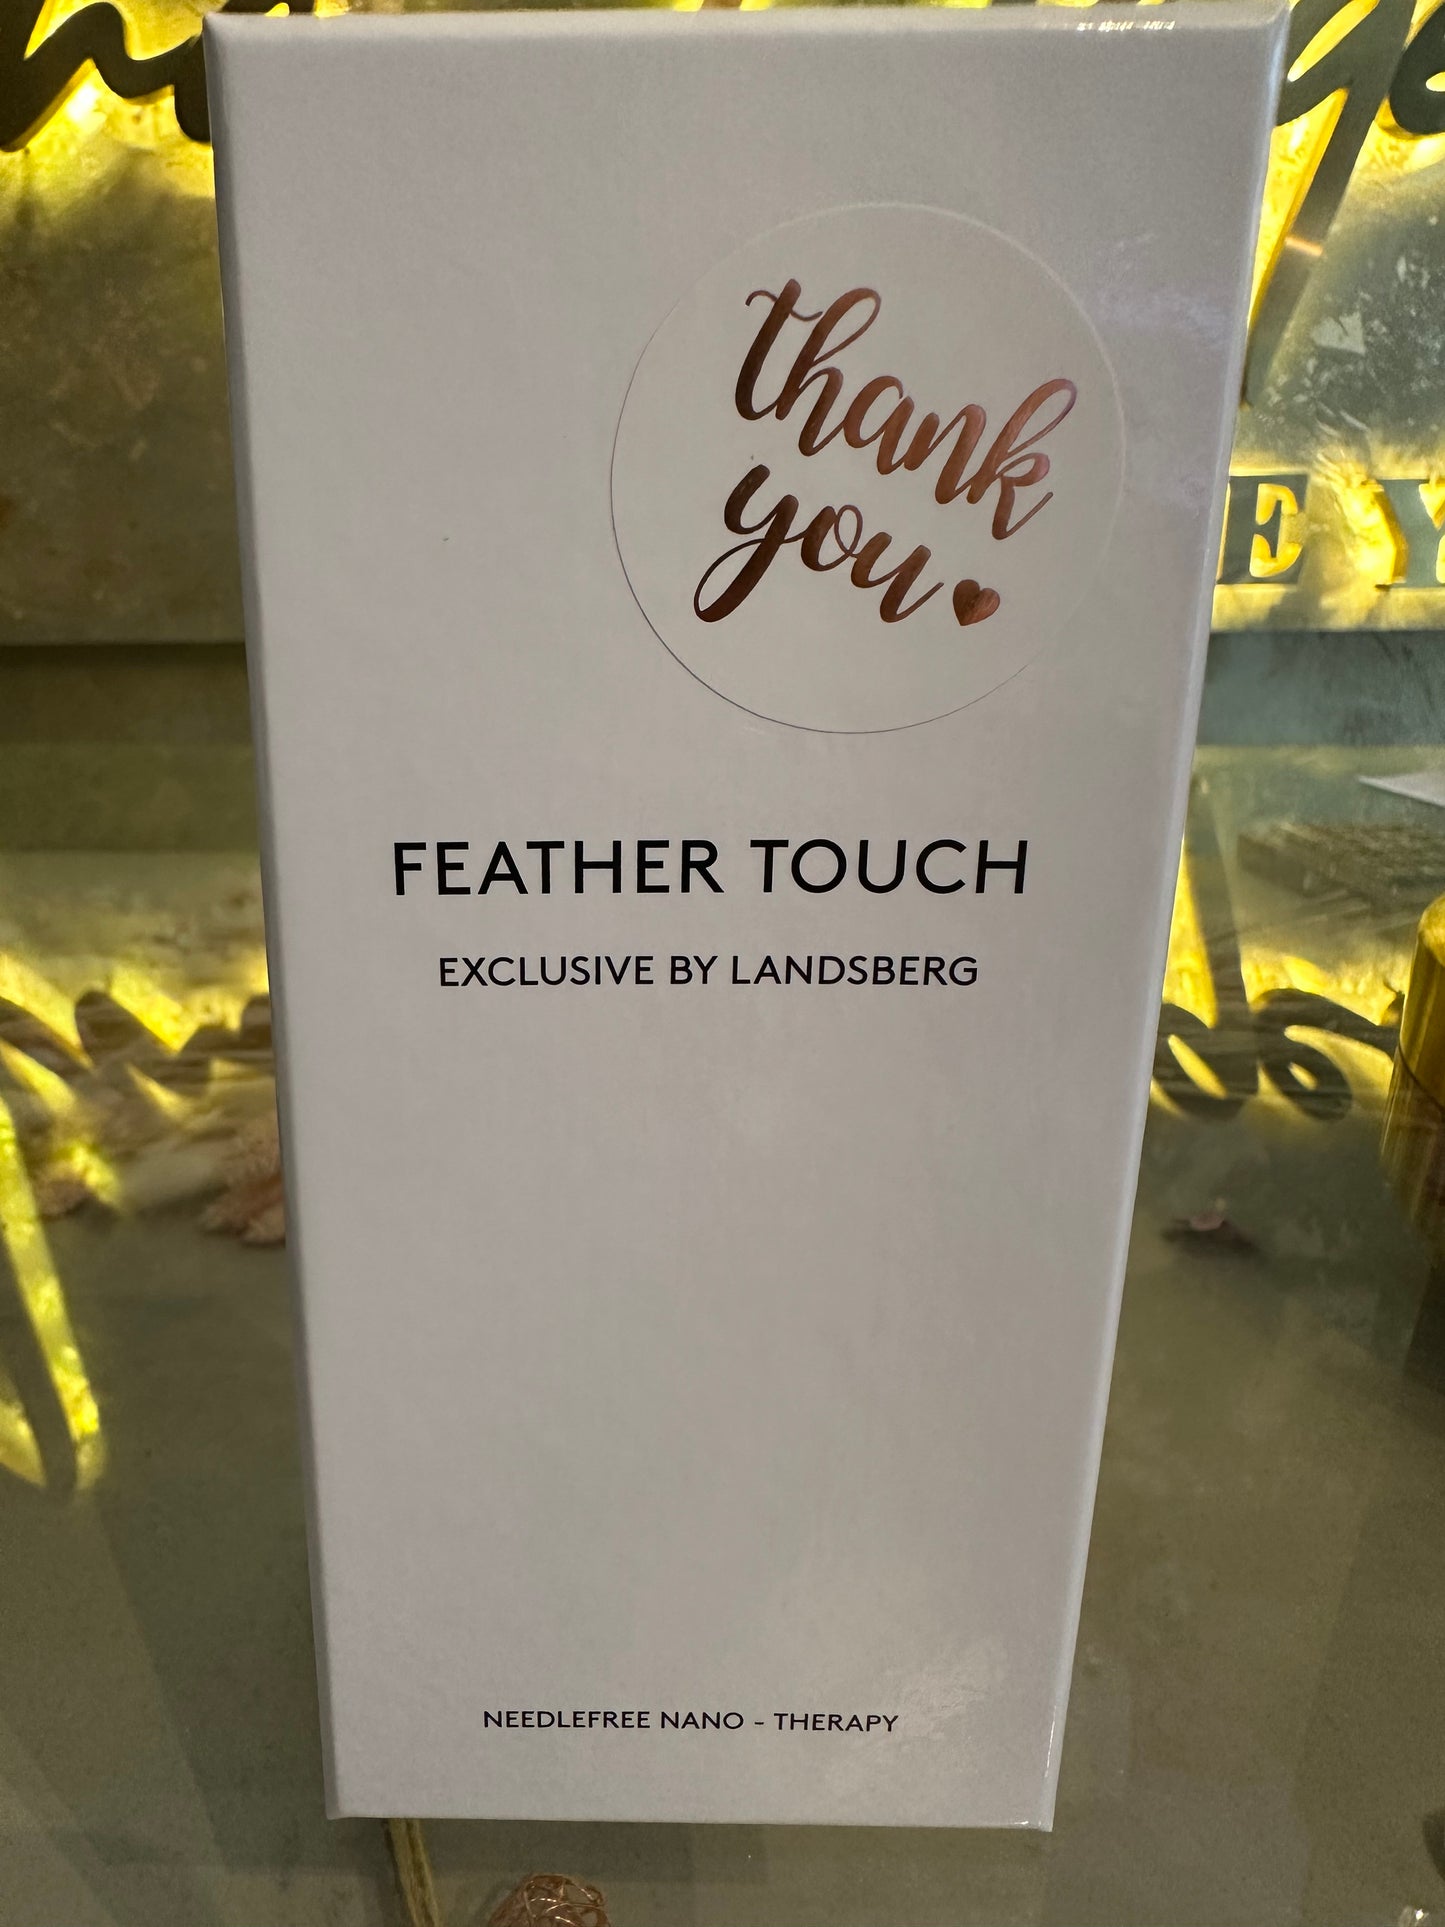 thank
you
FEATHER TOUCH
EXCLUSIVE BY LANDSBERG
NEEDLEFREE NANO - THERAPY